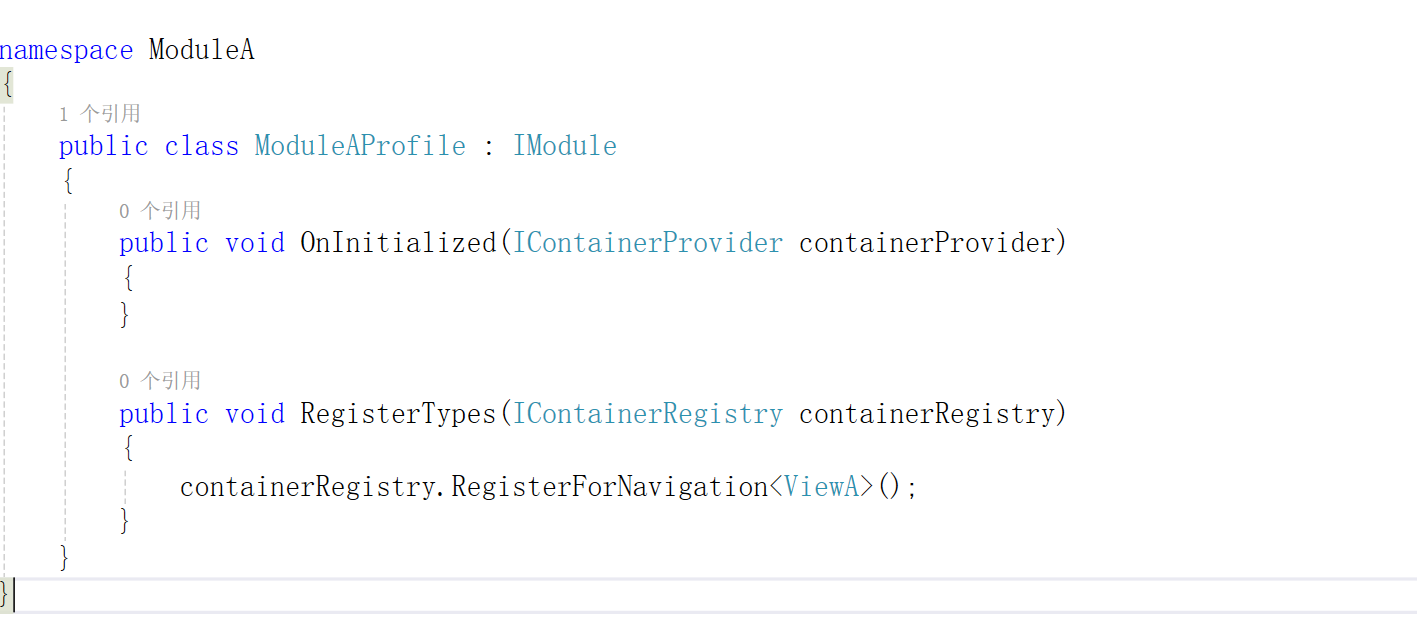 namespace ModuleA
{
1 个引用
public class ModuleAProfile : IModule
{
0 个引用
public void OnInitialized(IContainerProvider containerProvider)
{
}
0 个引用
public void RegisterTypes(IContainerRegistry containerRegistry)
{
containerRegistry.RegisterForNavigation<ViewA>();
}
}
}